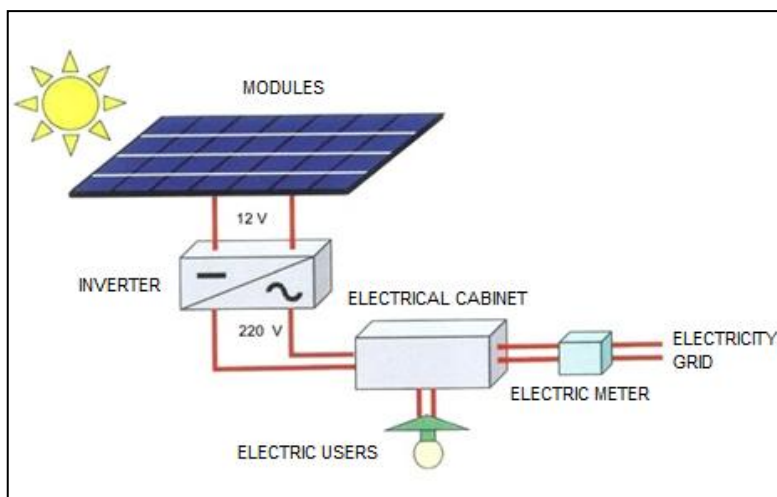 MODULES
12 V
INVERTER
ELECTRICAL CABINET
220 V
ELECTRICITY
GRID
ELECTRIC METER
ELECTRIC USERS